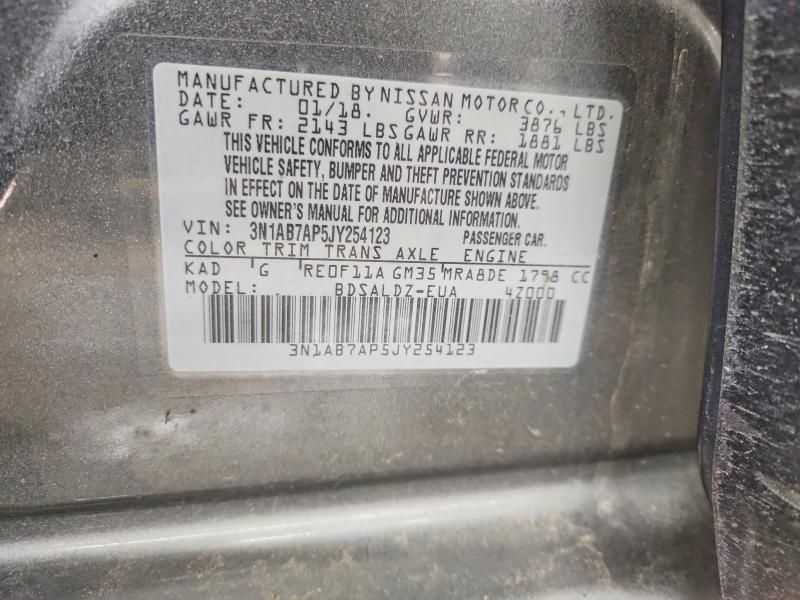 MANUFACTURED BY NISSAN MOTOR CO., LTD.
DATE: 01/18. GVWR: 3876 LBS
GAWR FR: 2143 LBS GAWR RR: 1881 LBS
THIS VEHICLE CONFORMS TO ALL APPLICABLE FEDERAL MOTOR
VEHICLE SAFETY, BUMPER AND THEFT PREVENTION STANDARDS
IN EFFECT ON THE DATE OF MANUFACTURE SHOWN ABOVE.
SEE OWNER'S MANUAL FOR ADDITIONAL INFORMATION.
VIN: 3N1AB7AP5JY254123 PASSENGER CAR.
COLOR TRIM TRANS AXLE ENGINE
KAD G RE0F11A GM35 MRA8DE 1798 CC
MODEL: BDSALDZ-EUA 4Z000
3N1AB7AP5JY254123